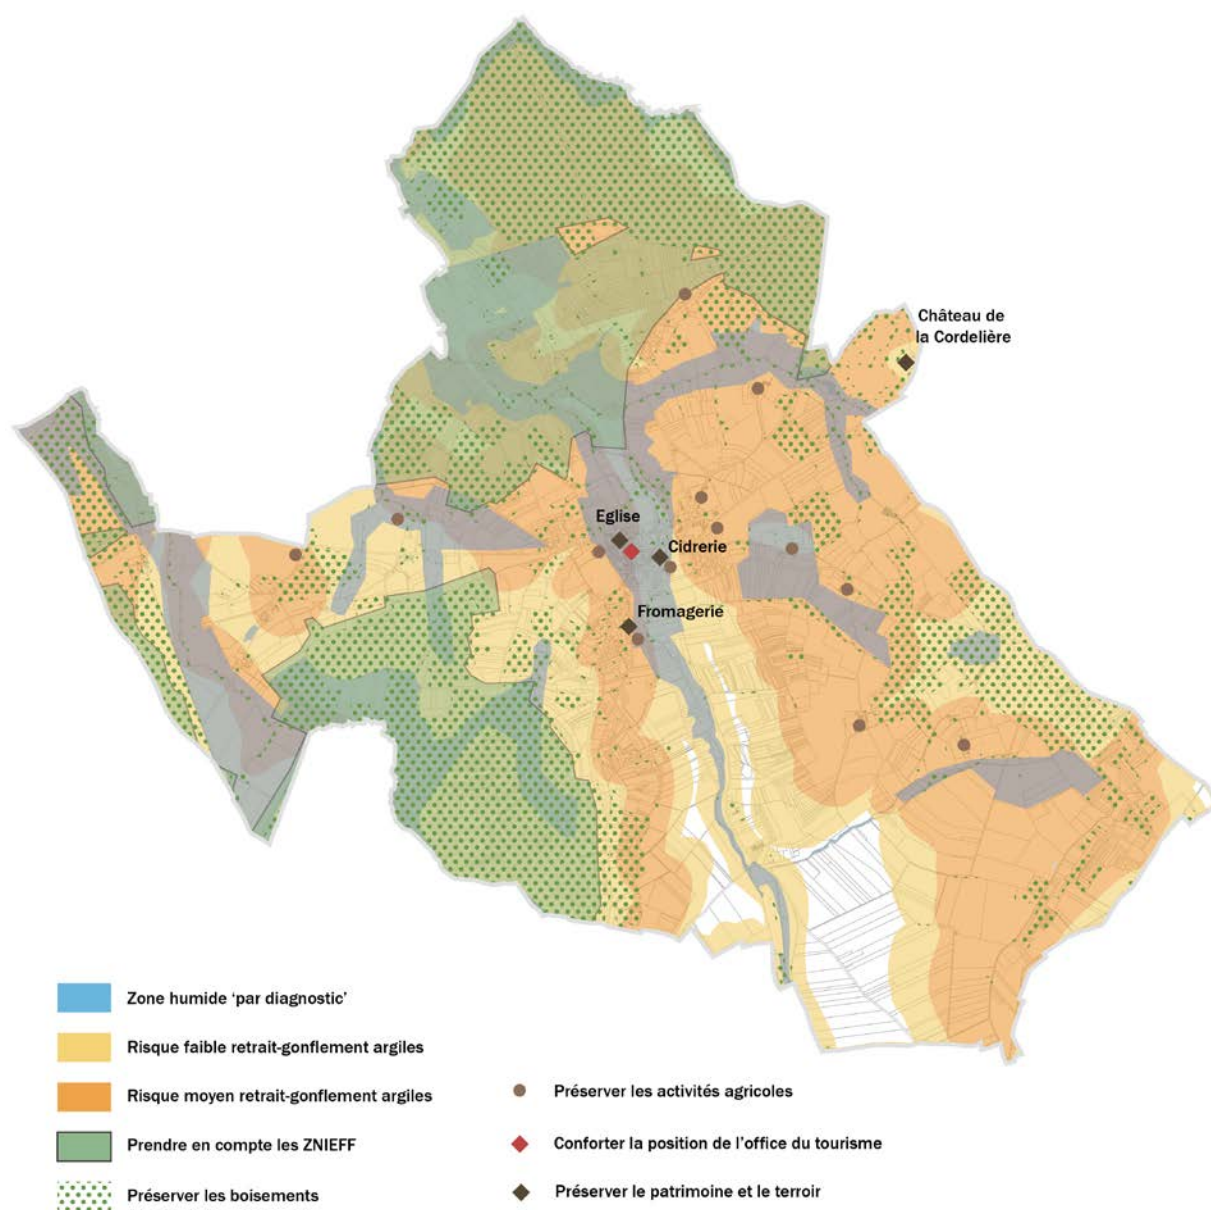 Château de
la Cordelière
Eglise
Cidrerie
Fromagerie
Zone humide ‘par diagnostic’
Risque faible retrait-gonflement argiles
Risque moyen retrait-gonflement argiles
Prendre en compte les ZNIEFF
Préserver les boisements
Préserver les activités agricoles
Conforter la position de l’office du tourisme
Préserver le patrimoine et le terroir